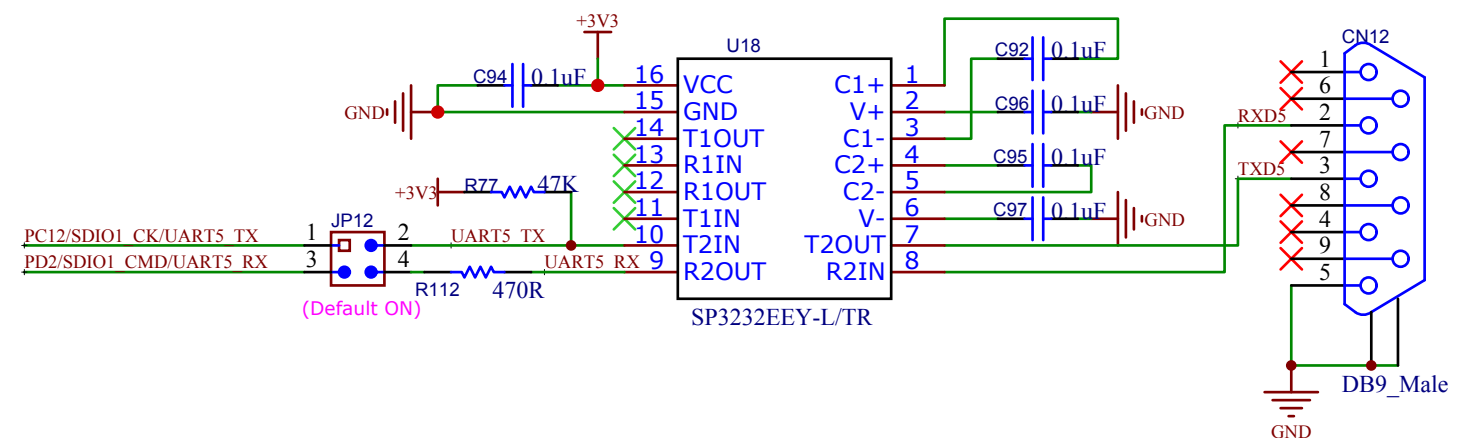 +3V3
C94 0.1uF
GND
U18
16 VCC
15 GND
14 T1OUT
13 R1IN
12 R1OUT
11 T1IN
10 T2IN
9 R2OUT
C1+ 1
V+ 2
C1- 3
C2+ 4
C2- 5
V- 6
T2OUT 7
R2IN 8
SP3232EEY-L/TR
+3V3 R77 47K
JP12
PC12/SDIO1_CK/UART5_TX 1 2 UART5_TX
PD2/SDIO1_CMD/UART5_RX 3 4 UART5_RX
R112 470R
(Default ON)
C92 0.1uF
C96 0.1uF GND
C95 0.1uF
C97 0.1uF GND
CN12
1
6
RXD5 2
7
TXD5 3
8
4
9
5
DB9_Male
GND